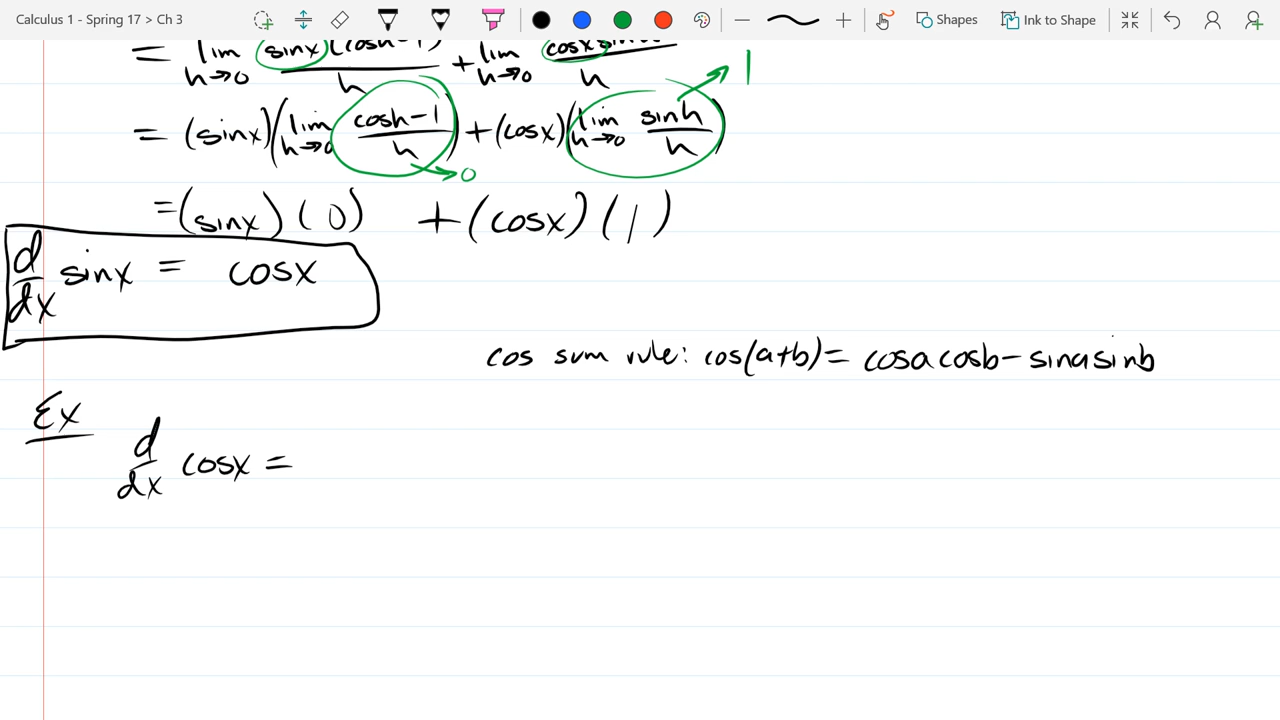 Calculus 1 - Spring 17 > Ch 3
Shapes
Ink to Shape
= lim h→0 (sinx)(cosh-1) / h + lim h→0 cosx / h
= (sinx)(lim h→0 cosh-1 / h) + (cosx)(lim h→0 sinh / h)
1
→0
=(sinx)(0) + (cosx)(1)
d/dx sinx = cosx
cos sum rule: cos(a+b)= cosacosb-sinasinb
Ex
d/dx cosx =